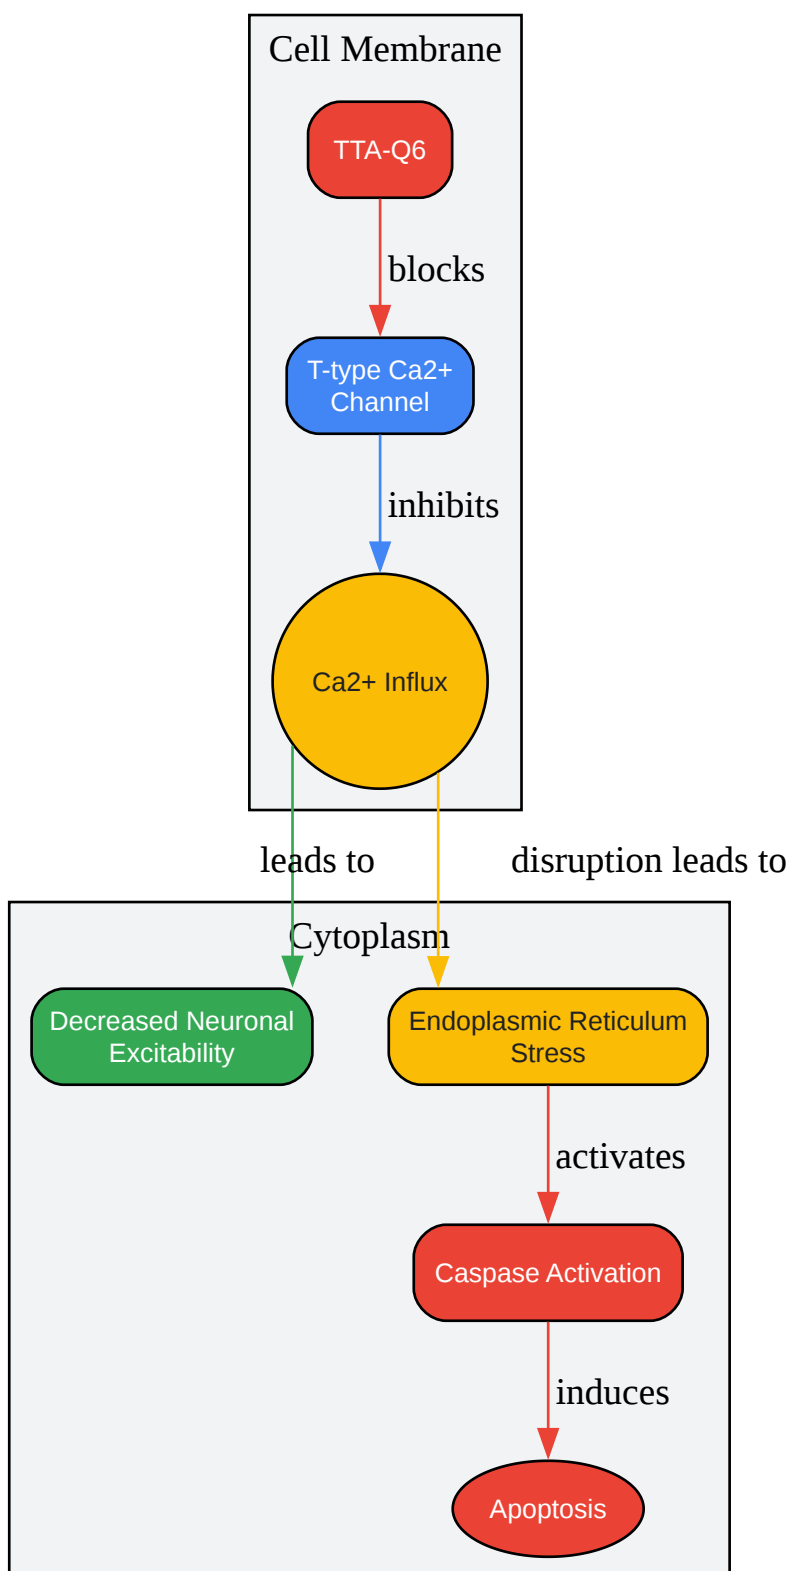 Cell Membrane
TTA-Q6
blocks
T-type Ca2+
Channel
inhibits
Ca2+ Influx
leads to
disruption leads to
Cytoplasm
Decreased Neuronal
Excitability
Endoplasmic Reticulum
Stress
activates
Caspase Activation
induces
Apoptosis